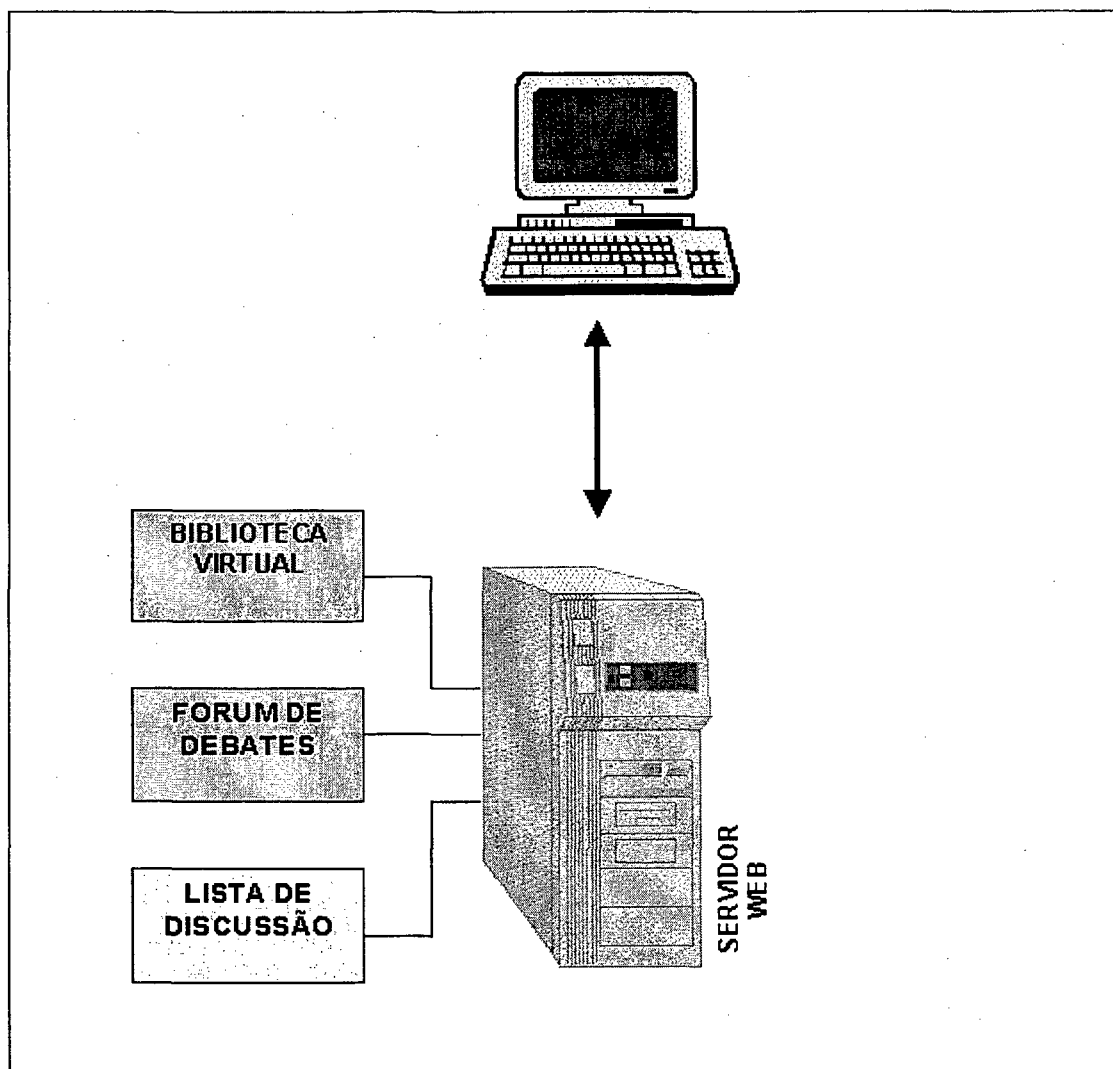 BIBLIOTECA
VIRTUAL
FORUM DE
DEBATES
LISTA DE
DISCUSSÃO
SERVIDOR
WEB